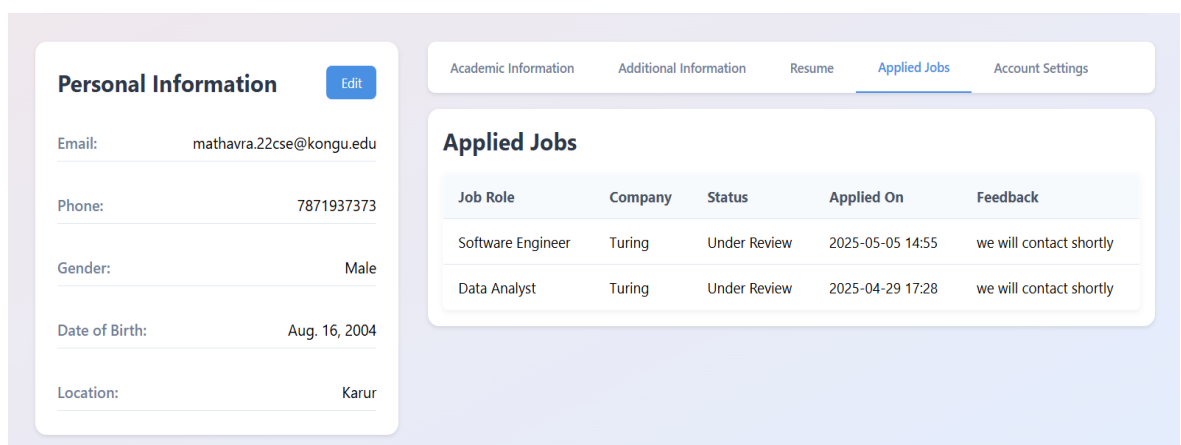 Personal Information
Edit
Email: mathavra.22cse@kongu.edu
Phone: 7871937373
Gender: Male
Date of Birth: Aug. 16, 2004
Location: Karur
Academic Information Additional Information Resume Applied Jobs Account Settings
Applied Jobs
Job Role Company Status Applied On Feedback
Software Engineer Turing Under Review 2025-05-05 14:55 we will contact shortly
Data Analyst Turing Under Review 2025-04-29 17:28 we will contact shortly